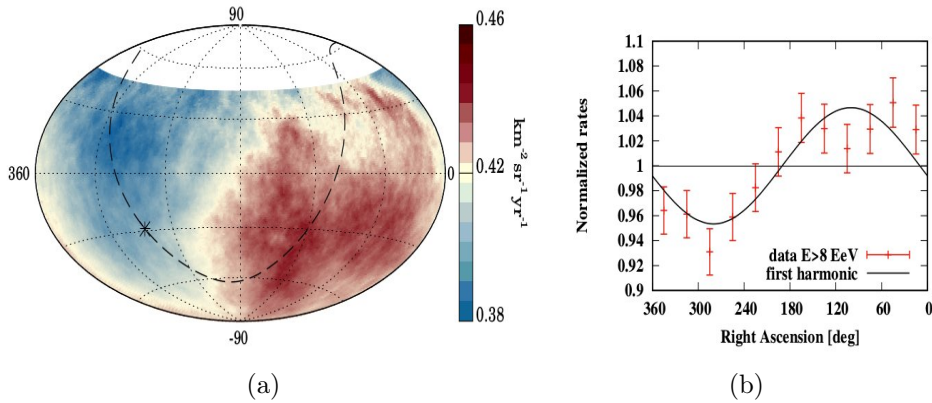 90
360
0
-90
0.46
0.42
0.38
km⁻² sr⁻¹ yr⁻¹
(a)
1.1
1.08
1.06
1.04
1.02
1
0.98
0.96
0.94
0.92
0.9
Normalized rates
data E>8 EeV
first harmonic
360 300 240 180 120 60 0
Right Ascension [deg]
(b)